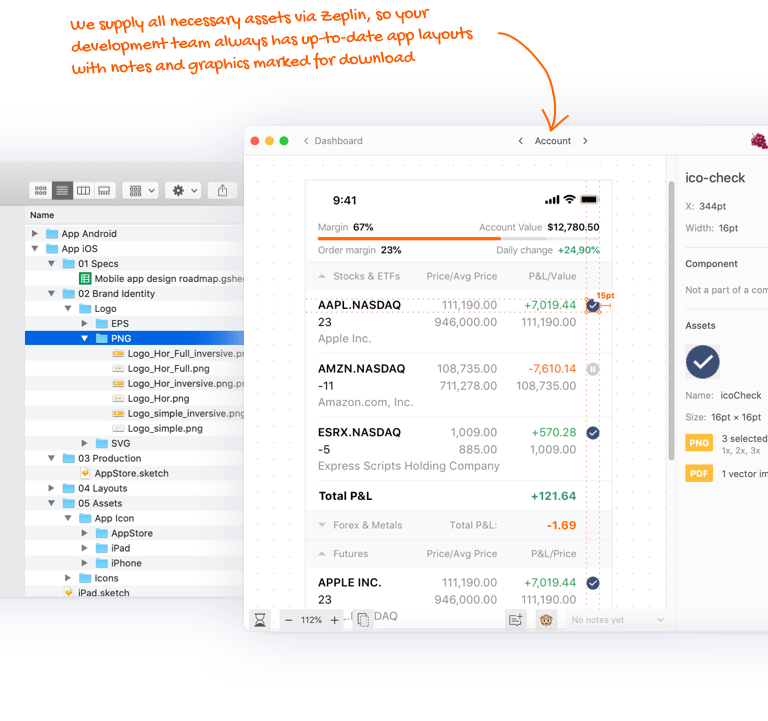 we supply all necessary assets via Zeplin, so your
development team always has up-to-date app layouts
with notes and graphics marked for download
Dashboard
Account
Name
App Android
App iOS
01 Specs
Mobile app design roadmap.gshe
02 Brand Identity
Logo
EPS
PNG
Logo_Hor_Full_inversive.pn
Logo_Hor_Full.png
Logo_Hor_inversive.png.pn
Logo_Hor.png
Logo_simple_inversive.png
Logo_simple.png
SVG
03 Production
AppStore.sketch
04 Layouts
05 Assets
App Icon
AppStore
iPad
iPhone
Icons
iPad.sketch
9:41
Margin 67% Account Value $12,780.50
Order margin 23% Daily change +24,90%
Stocks & ETFs Price/Avg Price P&L/Value
15pt
AAPL.NASDAQ 111,190.00 +7,019.44
23 946,000.00 111,190.00
Apple Inc.
AMZN.NASDAQ 108,735.00 -7,610.14
-11 711,278.00 108,735.00
Amazon.com, Inc.
ESRX.NASDAQ 1,009.00 +570.28
-5 885.00 1,009.00
Express Scripts Holding Company
Total P&L +121.64
Forex & Metals Total P&L: -1.69
Futures Price/Avg Price P&L/Price
APPLE INC. 111,190.00 +7,019.44
23 946,000.00 111,190.00
DAQ
112%
No notes yet
ico-check
X: 344pt
Width: 16pt
Component
Not a part of a com
Assets
Name: icoCheck
Size: 16pt × 16pt
PNG 3 selected
1x, 2x, 3x
PDF 1 vector im